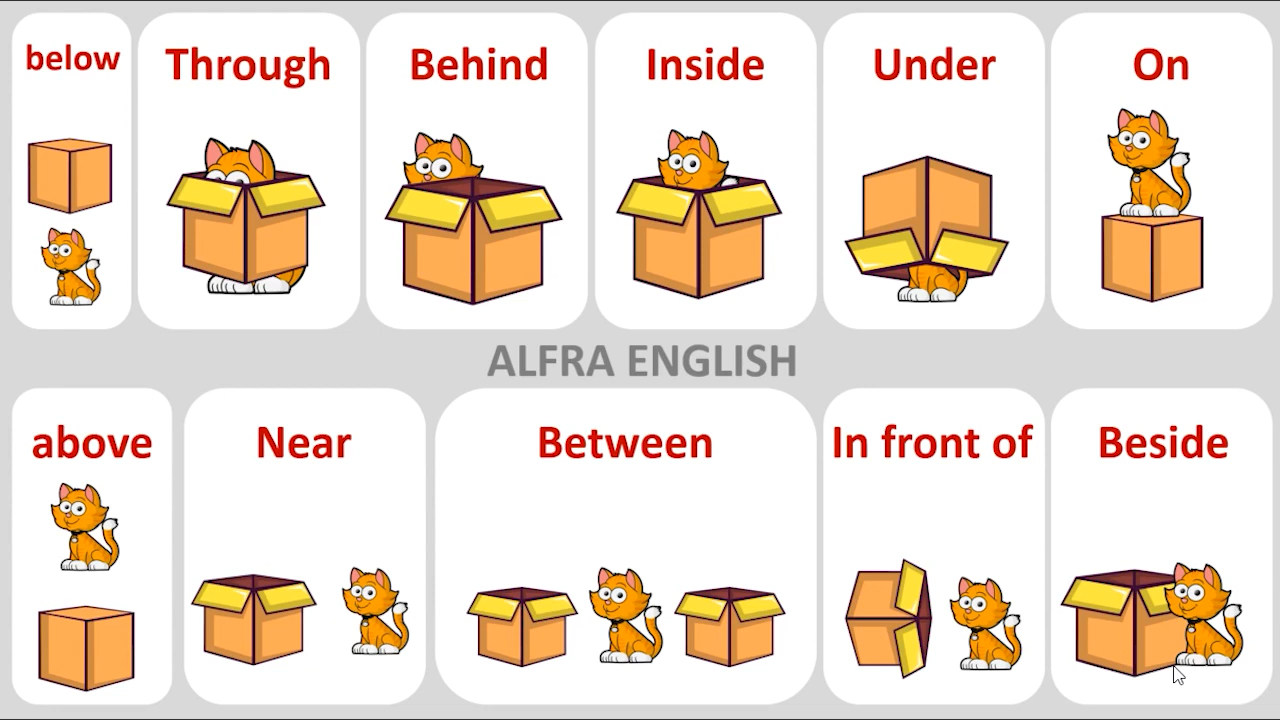 below
Through
Behind
Inside
Under
On
ALFRA ENGLISH
above
Near
Between
In front of
Beside